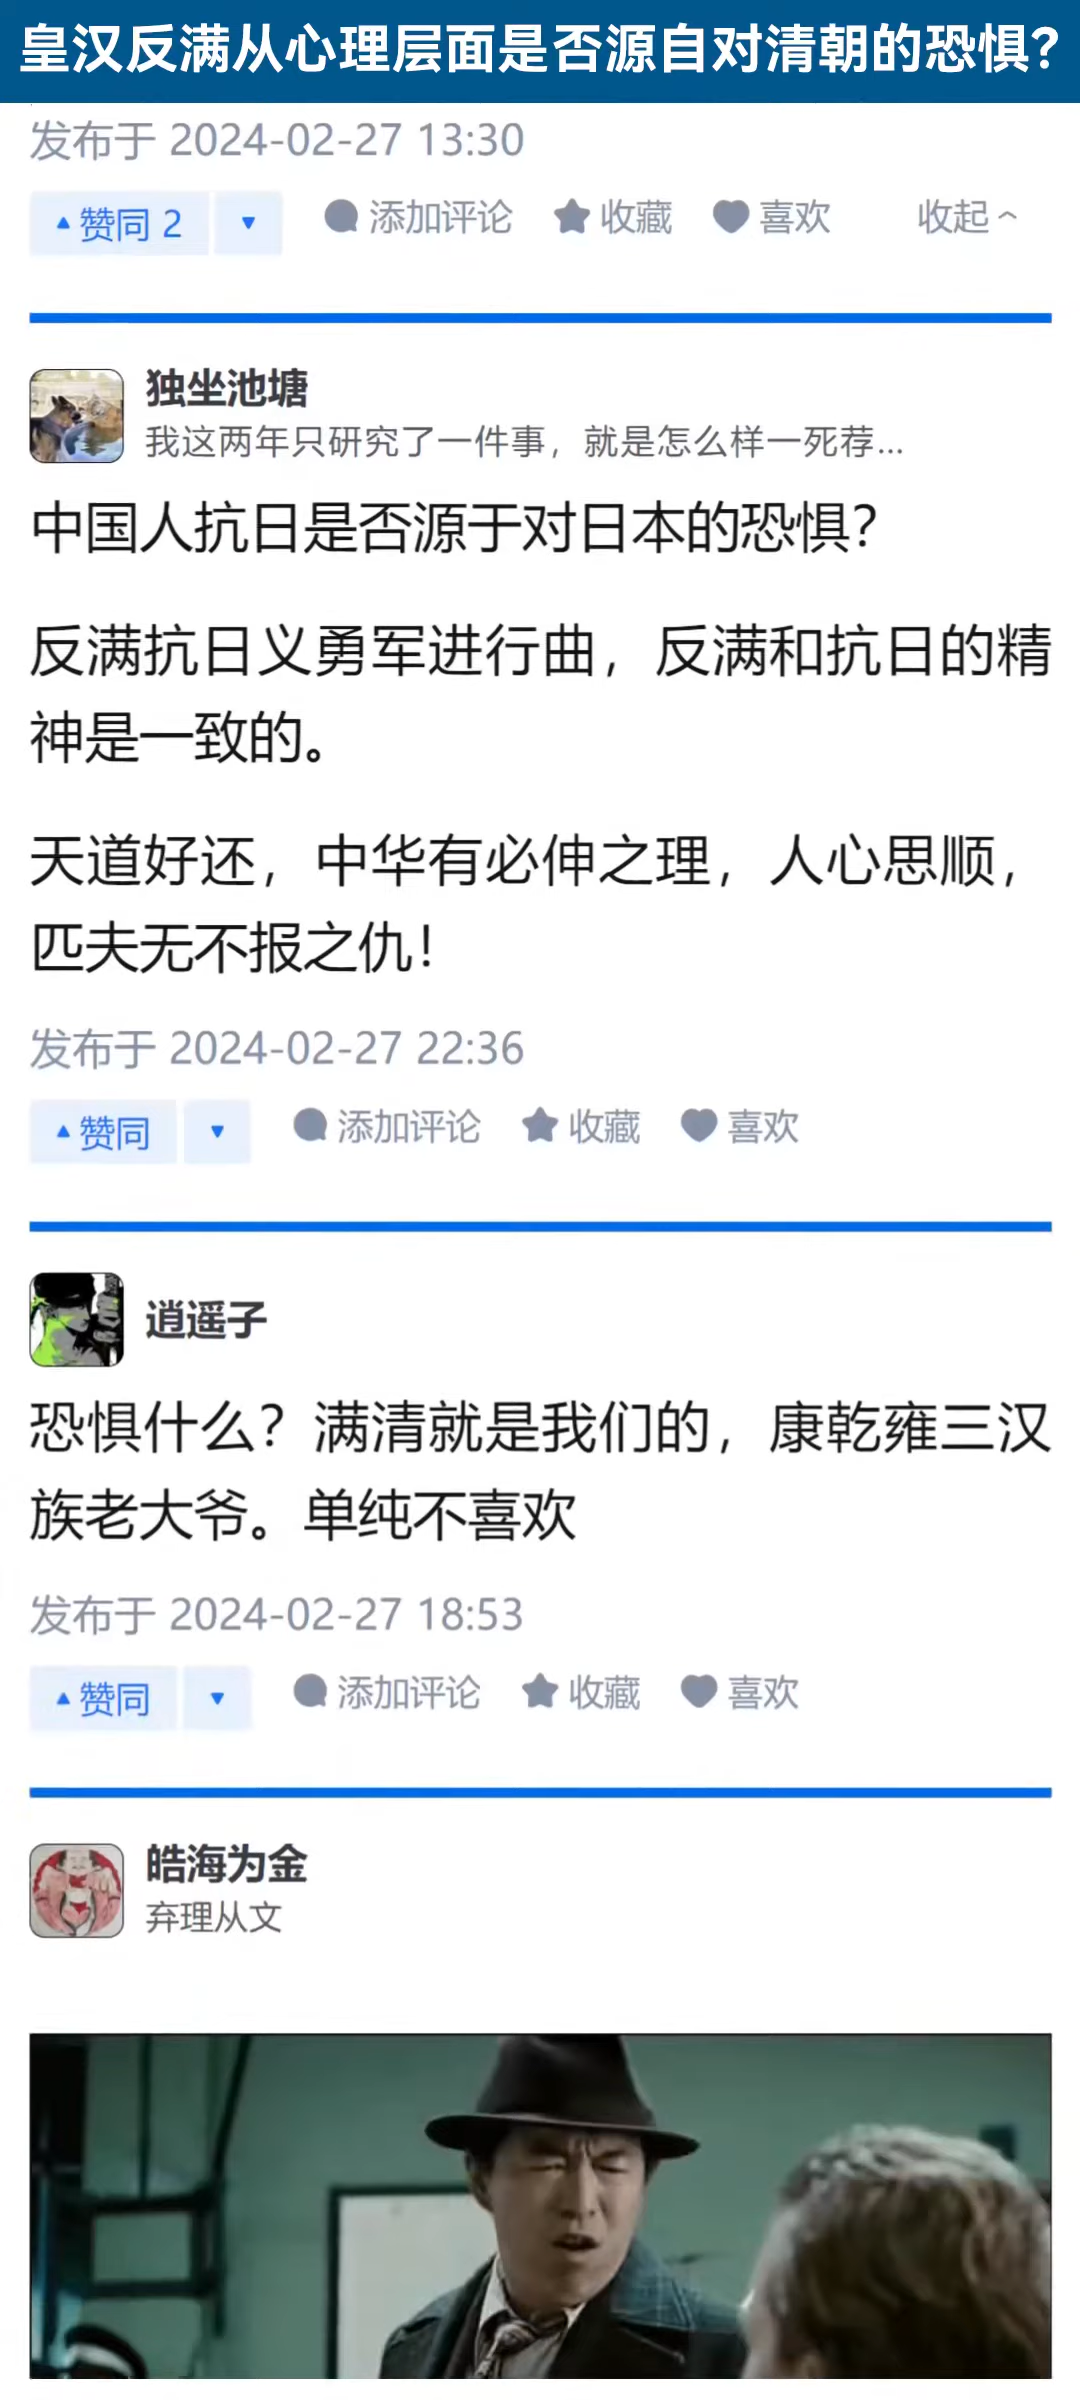 皇汉反满从心理层面是否源自对清朝的恐惧？
发布于 2024-02-27 13:30
赞同 2 添加评论 收藏 喜欢 收起
独坐池塘
我这两年只研究了一件事，就是怎么样一死荐...
中国人抗日是否源于对日本的恐惧？
反满抗日义勇军进行曲，反满和抗日的精
神是一致的。
天道好还，中华有必伸之理，人心思顺，
匹夫无不报之仇！
发布于 2024-02-27 22:36
赞同 添加评论 收藏 喜欢
逍遥子
恐惧什么？满清就是我们的，康乾雍三汉
族老大爷。单纯不喜欢
发布于 2024-02-27 18:53
赞同 添加评论 收藏 喜欢
皓海为金
弃理从文